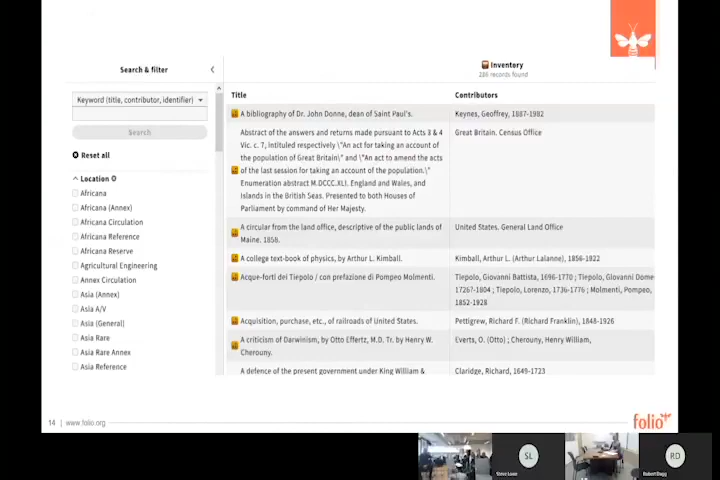 Search & filter
Inventory
286 records found
Keyword (title, contributor, identifier)
Search
Reset all
Location
Africana
Africana (Annex)
Africana Circulation
Africana Reference
Africana Reserve
Agricultural Engineering
Annex Circulation
Asia (Annex)
Asia A/V
Asia (General)
Asia Rare
Asia Rare Annex
Asia Reference
Title
Contributors
A bibliography of Dr. John Donne, dean of Saint Paul's.
Keynes, Geoffrey, 1887-1982
Abstract of the answers and returns made pursuant to Acts 3 & 4
Vic. c. 7, intituled respectively \"An act for taking an account of
the population of Great Britain\" and \"An act to amend the acts
of the last session for taking an account of the population.\"
Enumeration abstract M.DCCC.XLI. England and Wales, and
Islands in the British Seas. Presented to both Houses of
Parliament by command of Her Majesty.
Great Britain. Census Office
A circular from the land office, descriptive of the public lands of
Maine. 1856.
United States. General Land Office
A college text-book of physics, by Arthur L. Kimball.
Kimball, Arthur L. (Arthur Lalanne), 1856-1922
Acque-forti dei Tiepolo / con prefazione di Pompeo Molmenti.
Tiepolo, Giovanni Battista, 1696-1770 ; Tiepolo, Giovanni Dome
1726?-1804 ; Tiepolo, Lorenzo, 1736-1776 ; Molmenti, Pompeo,
1852-1928
Acquisition, purchase, etc., of railroads of United States.
Pettigrew, Richard F. (Richard Franklin), 1848-1926
A criticism of Darwinism, by Otto Effertz, M.D. Tr. by Henry W.
Cherouny.
Everts, O. (Otto) ; Cherouny, Henry William,
A defence of the present government under King William &
Claridge, Richard, 1649-1723
14 | www.folio.org
folio
SL
Steve Lowe
RD
Robert Dagg